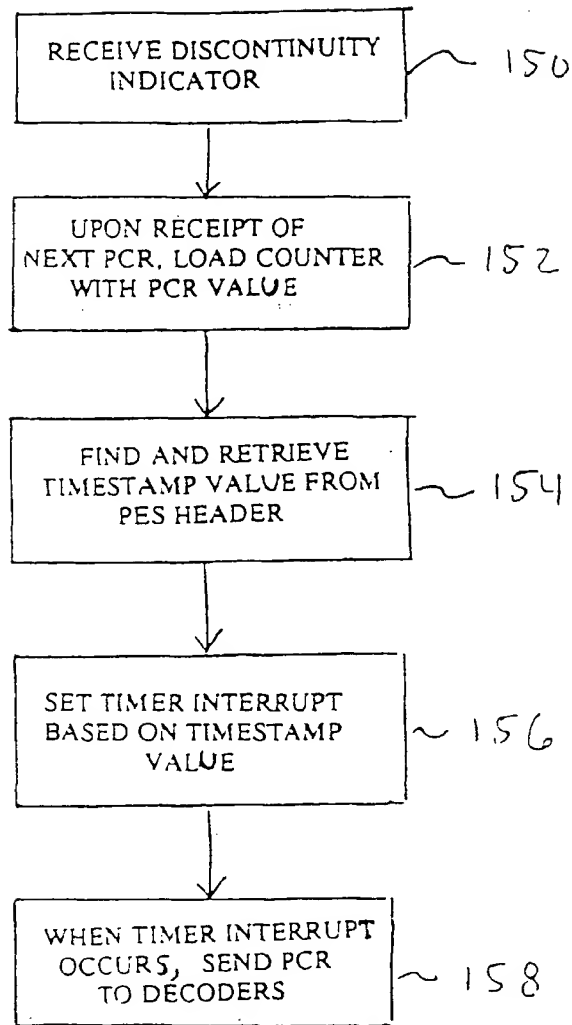 RECEIVE DISCONTINUITY
INDICATOR
150
UPON RECEIPT OF
NEXT PCR, LOAD COUNTER
WITH PCR VALUE
152
FIND AND RETRIEVE
TIMESTAMP VALUE FROM
PES HEADER
154
SET TIMER INTERRUPT
BASED ON TIMESTAMP
VALUE
156
WHEN TIMER INTERRUPT
OCCURS, SEND PCR
TO DECODERS
158